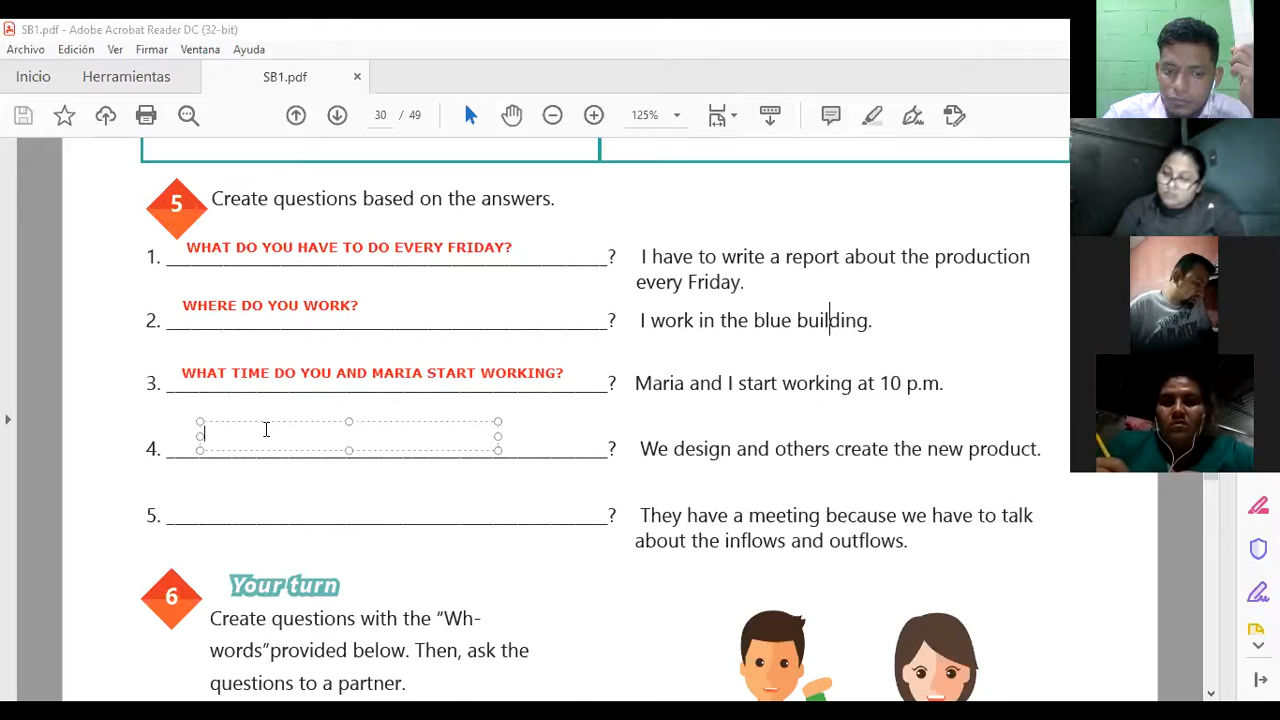 SB1.pdf - Adobe Acrobat Reader DC (32-bit)
Archivo Edición Ver Firmar Ventana Ayuda
Inicio Herramientas SB1.pdf ×
30 / 49 125%
5 Create questions based on the answers.
1. WHAT DO YOU HAVE TO DO EVERY FRIDAY? ? I have to write a report about the production
every Friday.
2. WHERE DO YOU WORK? ? I work in the blue building.
3. WHAT TIME DO YOU AND MARIA START WORKING? ? Maria and I start working at 10 p.m.
4. ? We design and others create the new product.
5. ? They have a meeting because we have to talk
about the inflows and outflows.
6 Your turn
Create questions with the “Wh-
words”provided below. Then, ask the
questions to a partner.